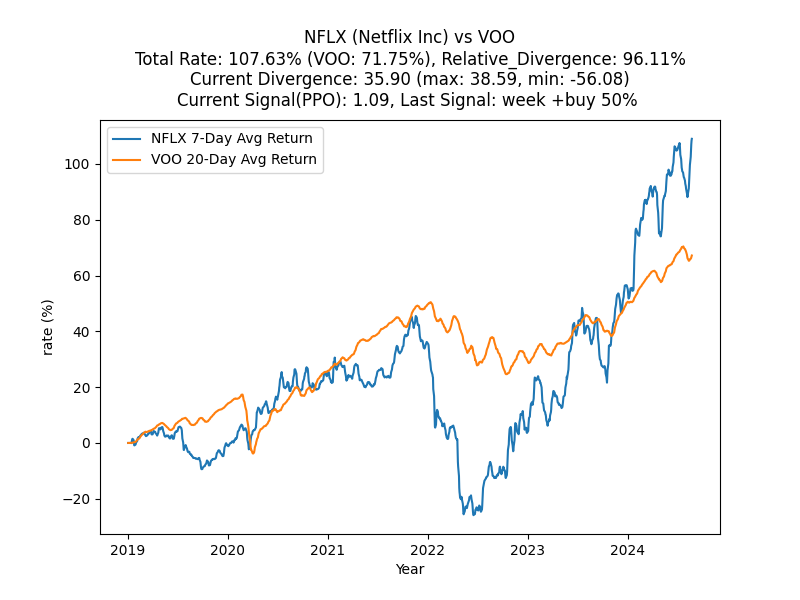 NFLX (Netflix Inc) vs VOO
Total Rate: 107.63% (VOO: 71.75%), Relative_Divergence: 96.11%
Current Divergence: 35.90 (max: 38.59, min: -56.08)
Current Signal(PPO): 1.09, Last Signal: week +buy 50%
NFLX 7-Day Avg Return
VOO 20-Day Avg Return
rate (%)
100
80
60
40
20
0
−20
2019 2020 2021 2022 2023 2024
Year